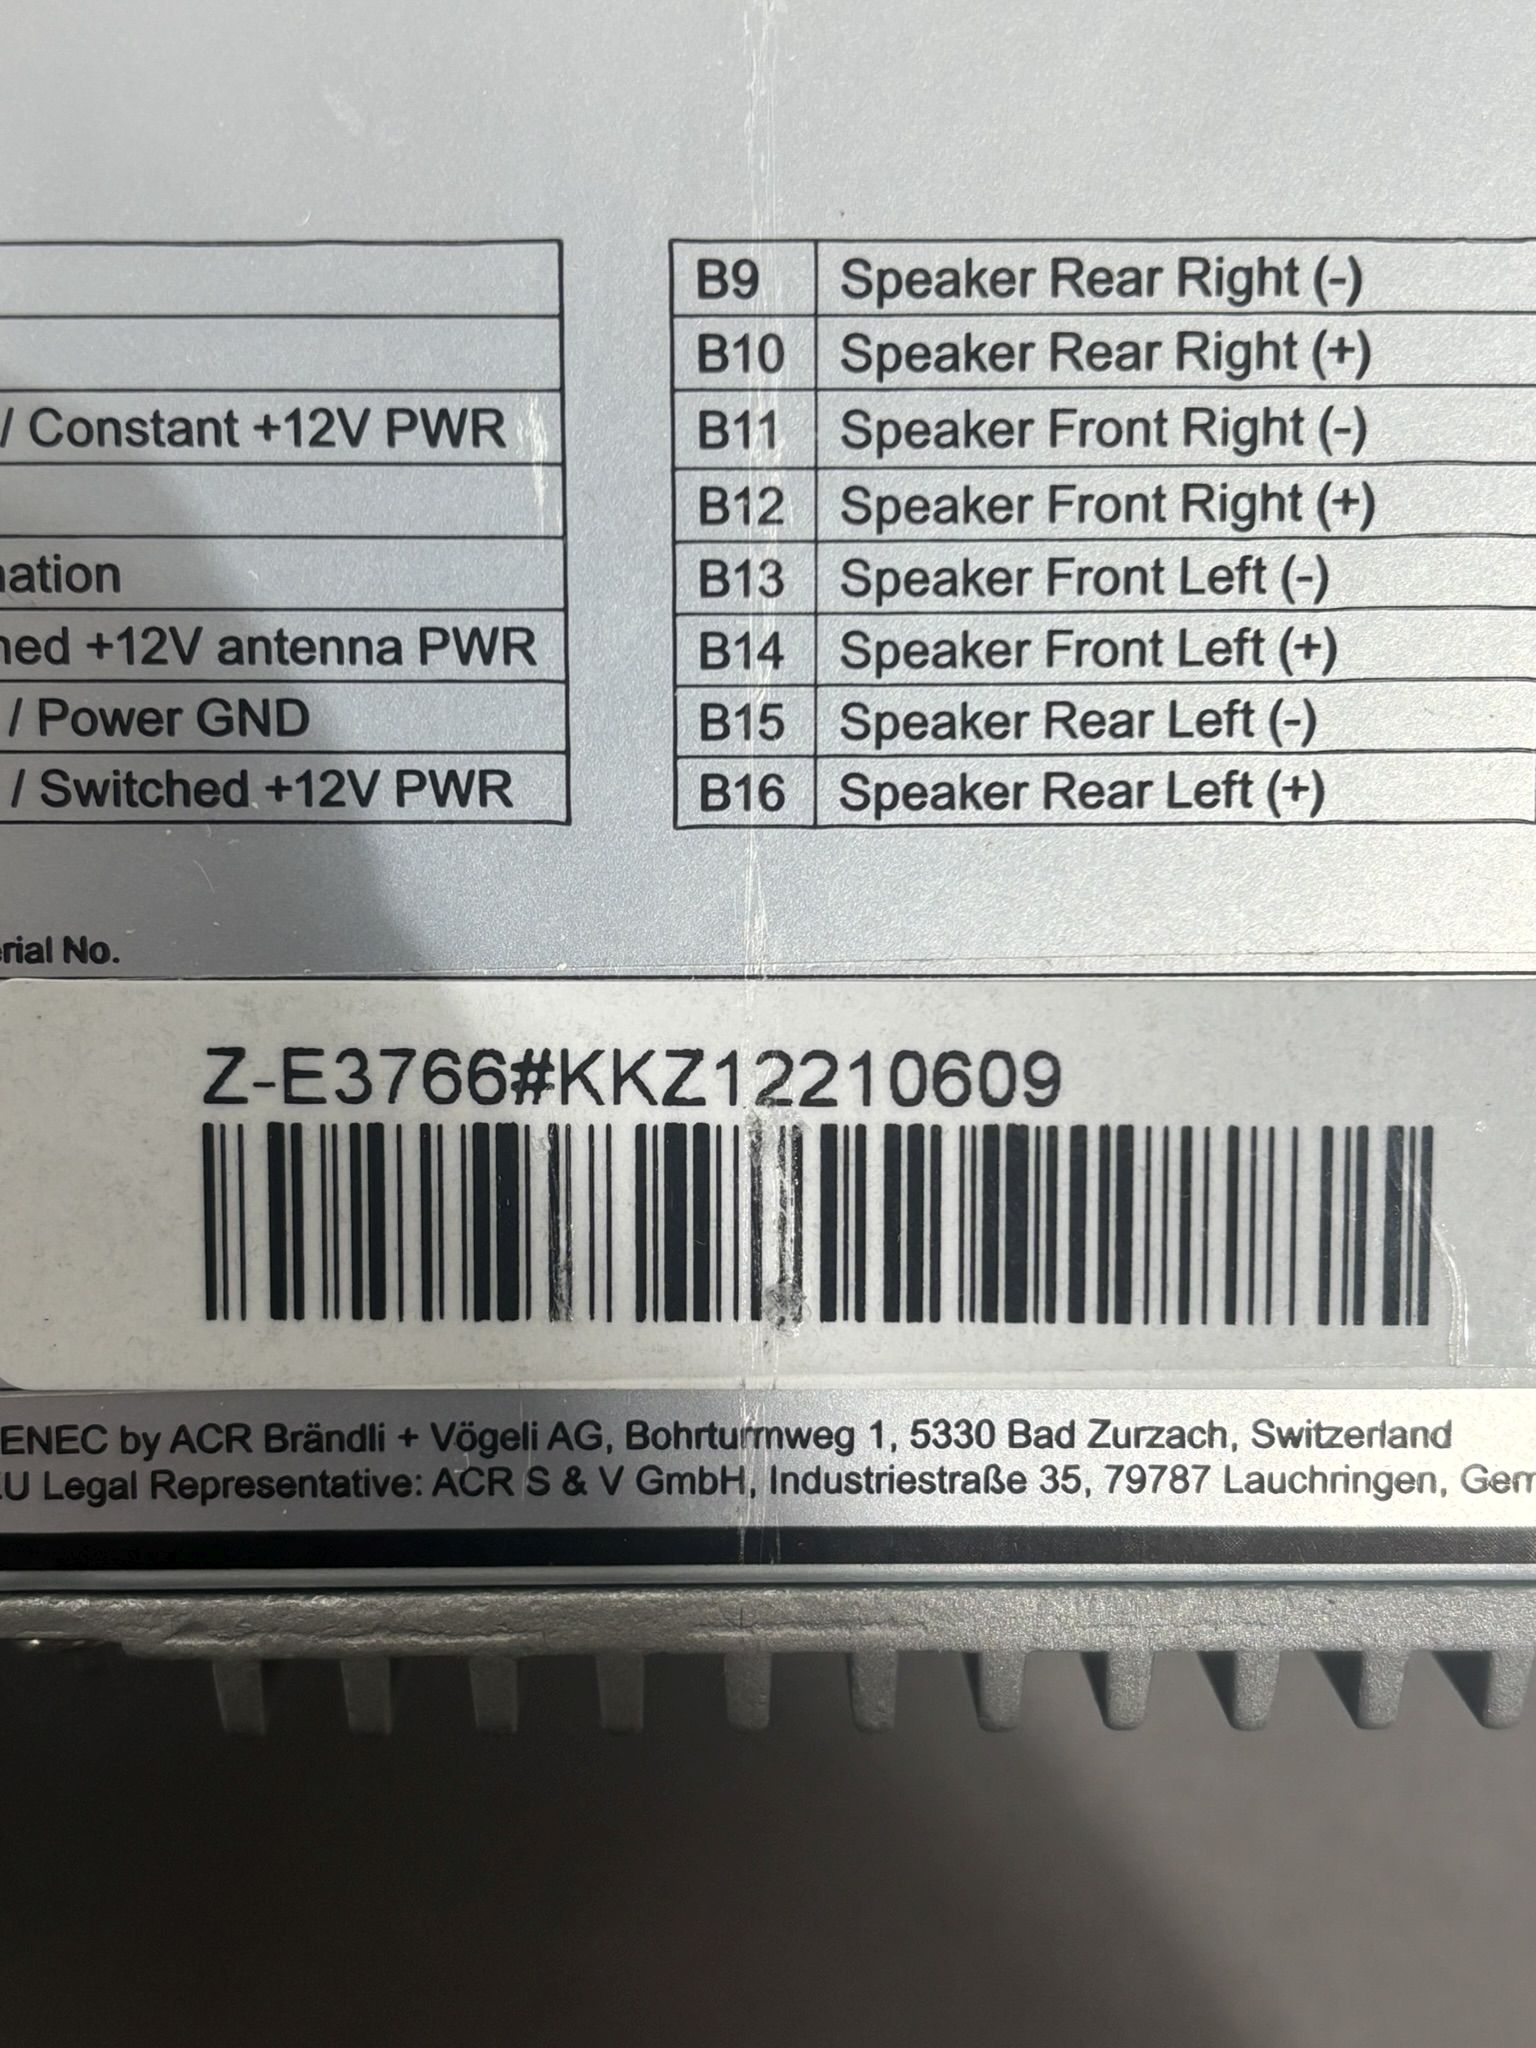 / Constant +12V PWR
ned +12V antenna PWR
/ Power GND
/ Switched +12V PWR
B9 Speaker Rear Right (-)
B10 Speaker Rear Right (+)
B11 Speaker Front Right (-)
B12 Speaker Front Right (+)
B13 Speaker Front Left (-)
B14 Speaker Front Left (+)
B15 Speaker Rear Left (-)
B16 Speaker Rear Left (+)
erial No.
Z-E3766#KKZ12210609
ENEC by ACR Brändli + Vögeli AG, Bohrturmweg 1, 5330 Bad Zurzach, Switzerland
EU Legal Representative: ACR S & V GmbH, Industriestraße 35, 79787 Lauchringen, Ger